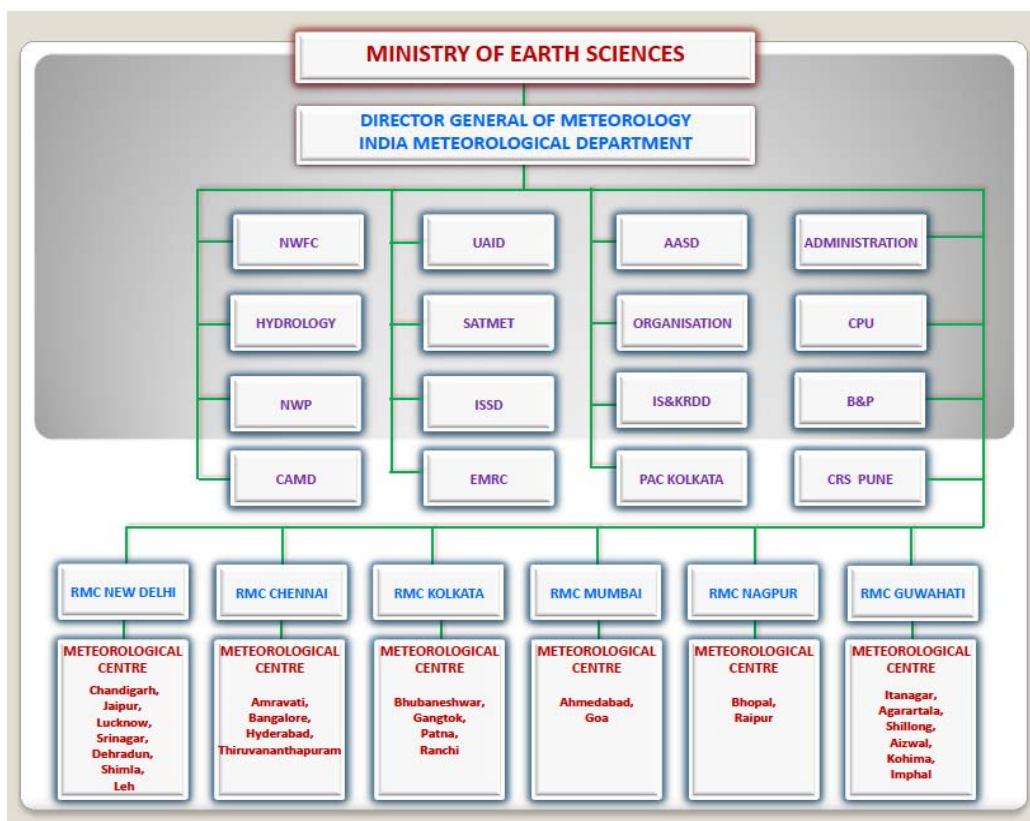 MINISTRY OF EARTH SCIENCES
DIRECTOR GENERAL OF METEOROLOGY
INDIA METEOROLOGICAL DEPARTMENT
NWFC
UAID
AASD
ADMINISTRATION
HYDROLOGY
SATMET
ORGANISATION
CPU
NWP
ISSD
IS&KRDD
B&P
CAMD
EMRC
PAC KOLKATA
CRS PUNE
RMC NEW DELHI
RMC CHENNAI
RMC KOLKATA
RMC MUMBAI
RMC NAGPUR
RMC GUWAHATI
METEOROLOGICAL
CENTRE
Chandigarh,
Jaipur,
Lucknow,
Srinagar,
Dehradun,
Shimla,
Leh
METEOROLOGICAL
CENTRE
Amravati,
Bangalore,
Hyderabad,
Thiruvananthapuram
METEOROLOGICAL
CENTRE
Bhubaneshwar,
Gangtok,
Patna,
Ranchi
METEOROLOGICAL
CENTRE
Ahmedabad,
Goa
METEOROLOGICAL
CENTRE
Bhopal,
Raipur
METEOROLOGICAL
CENTRE
Itanagar,
Agarartala,
Shillong,
Aizwal,
Kohima,
Imphal